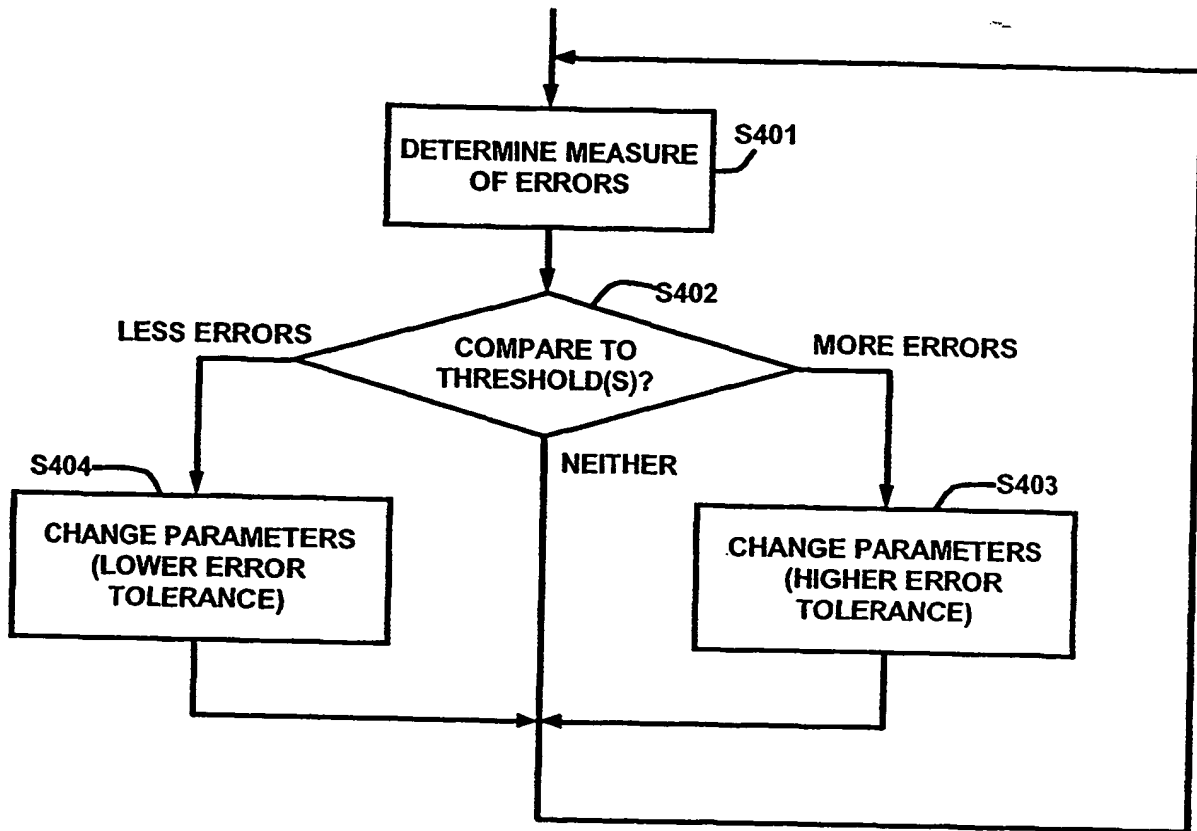 DETERMINE MEASURE
OF ERRORS
S401
S402
LESS ERRORS
COMPARE TO
THRESHOLD(S)?
MORE ERRORS
NEITHER
S404
CHANGE PARAMETERS
(LOWER ERROR
TOLERANCE)
S403
CHANGE PARAMETERS
(HIGHER ERROR
TOLERANCE)